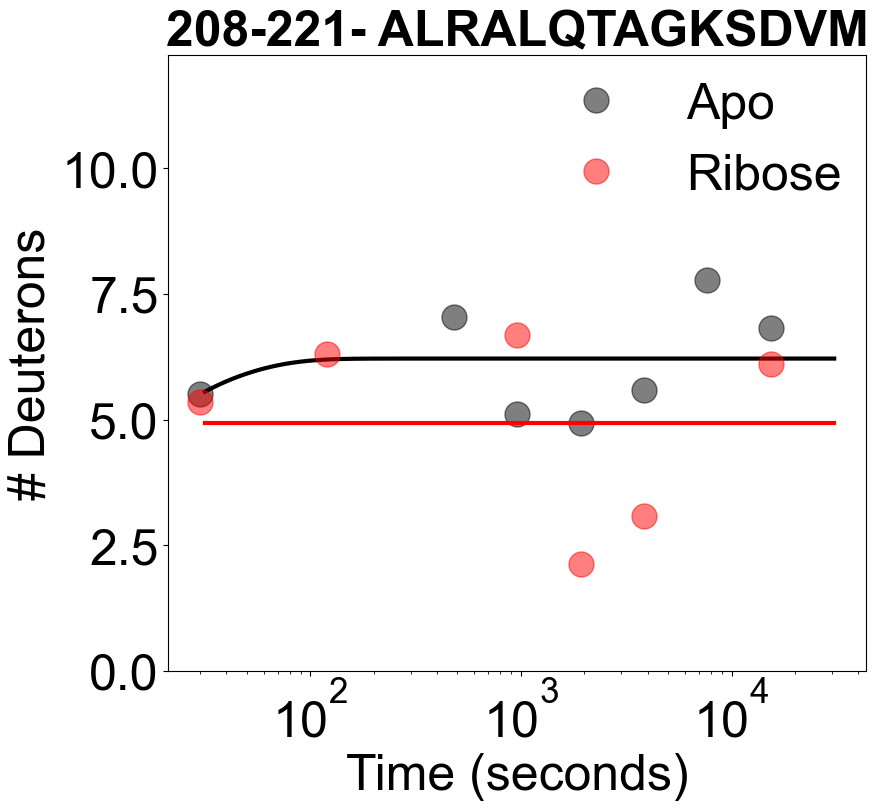 208-221- ALRALQTAGKSDVM
Apo
Ribose
# Deuterons
10.0
7.5
5.0
2.5
0.0
10² 10³ 10⁴
Time (seconds)